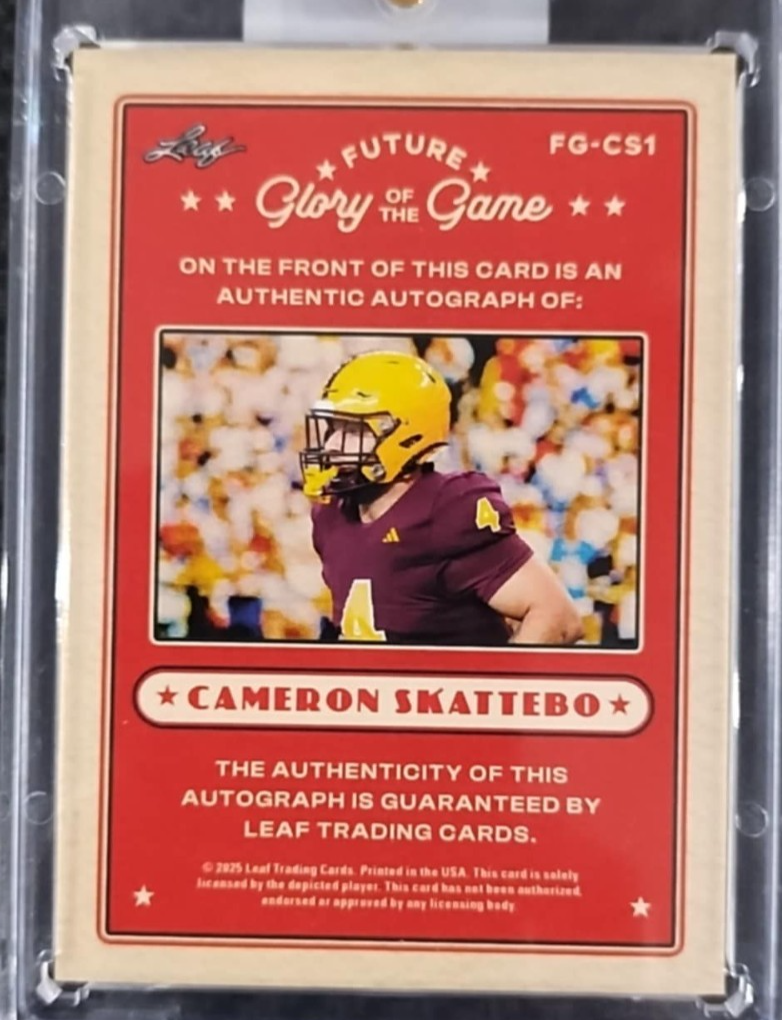 Leaf
FUTURE
FG-CS1
Glory OF THE Game
ON THE FRONT OF THIS CARD IS AN
AUTHENTIC AUTOGRAPH OF:
4
4
CAMERON SKATTEBO
THE AUTHENTICITY OF THIS
AUTOGRAPH IS GUARANTEED BY
LEAF TRADING CARDS.
© 2025 Leaf Trading Cards. Printed in the USA. This card is solely
licensed by the depicted player. This card has not been authorized,
endorsed or approved by any licensing body.